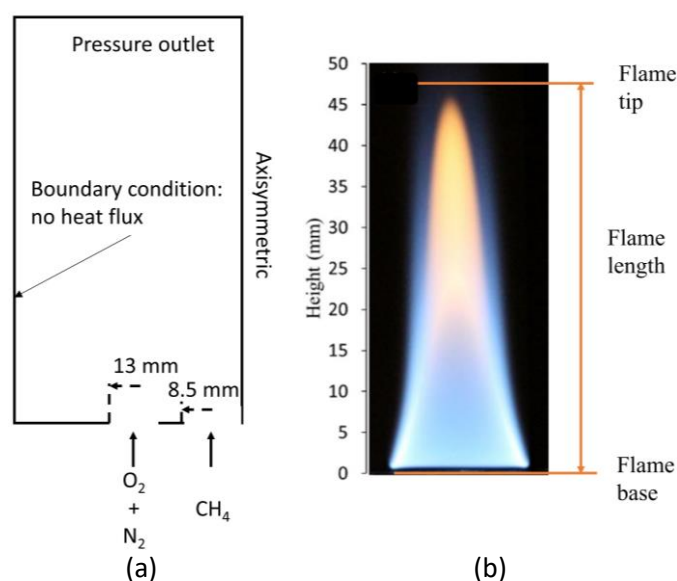 Pressure outlet
Axisymmetric
Boundary condition:
no heat flux
13 mm
8.5 mm
O₂
+
N₂
CH₄
(a)
Height (mm)
50
45
40
35
30
25
20
15
10
5
0
Flame
tip
Flame
length
Flame
base
(b)